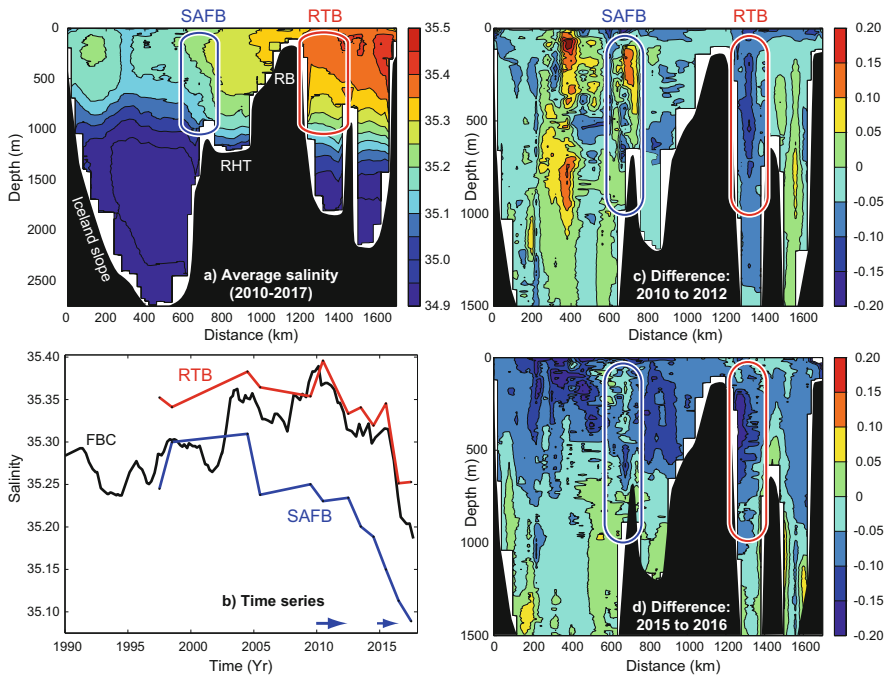 SAFB
RTB
0
500
1000
1500
2000
2500
Depth (m)
RB
RHT
Iceland slope
a) Average salinity
(2010-2017)
0 200 400 600 800 1000 1200 1400 1600
Distance (km)
35.5
35.4
35.3
35.2
35.1
35.0
34.9
SAFB
RTB
0
500
1000
1500
Depth (m)
c) Difference:
2010 to 2012
0 200 400 600 800 1000 1200 1400 1600
Distance (km)
0.20
0.15
0.10
0.05
0
-0.05
-0.10
-0.15
-0.20
35.40
35.35
35.30
35.25
35.20
35.15
35.10
Salinity
RTB
FBC
SAFB
b) Time series
1990 1995 2000 2005 2010 2015
Time (Yr)
0
500
1000
1500
Depth (m)
d) Difference:
2015 to 2016
0 200 400 600 800 1000 1200 1400 1600
Distance (km)
0.20
0.15
0.10
0.05
0
-0.05
-0.10
-0.15
-0.20